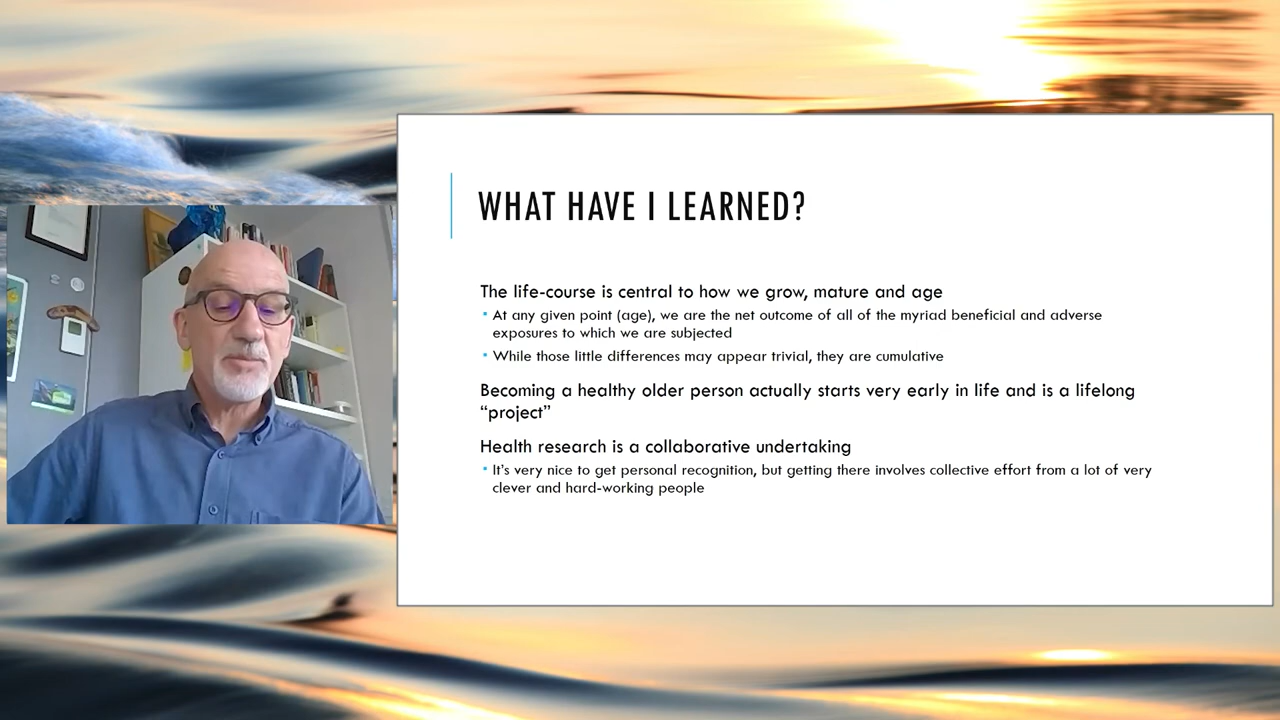 WHAT HAVE I LEARNED?
The life-course is central to how we grow, mature and age
▪ At any given point (age), we are the net outcome of all of the myriad beneficial and adverse
exposures to which we are subjected
▪ While those little differences may appear trivial, they are cumulative
Becoming a healthy older person actually starts very early in life and is a lifelong
“project”
Health research is a collaborative undertaking
▪ It’s very nice to get personal recognition, but getting there involves collective effort from a lot of very
clever and hard-working people